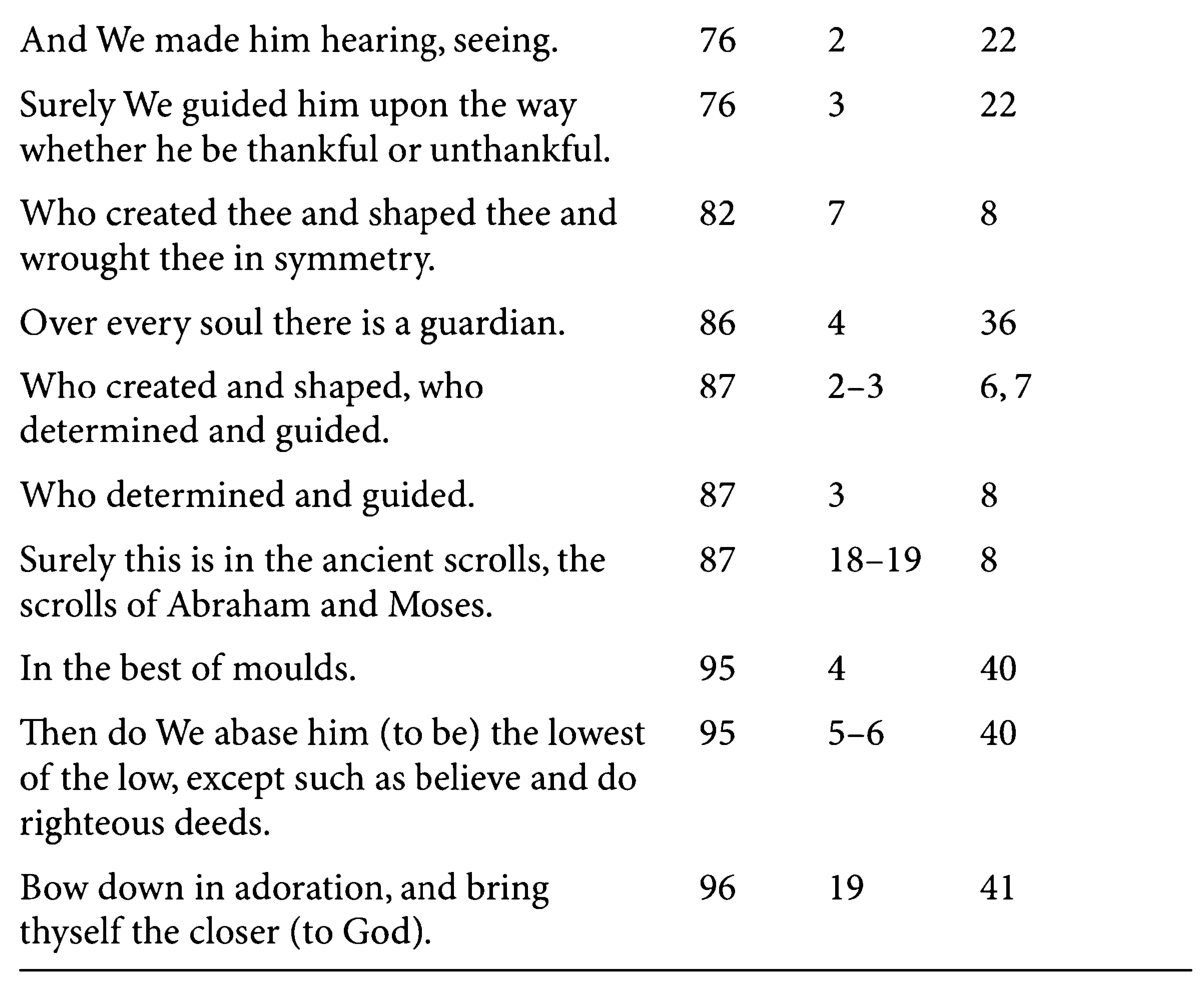 And We made him hearing, seeing. 76 2 22
Surely We guided him upon the way 76 3 22
whether he be thankful or unthankful.
Who created thee and shaped thee and 82 7 8
wrought thee in symmetry.
Over every soul there is a guardian. 86 4 36
Who created and shaped, who 87 2–3 6, 7
determined and guided.
Who determined and guided. 87 3 8
Surely this is in the ancient scrolls, the 87 18–19 8
scrolls of Abraham and Moses.
In the best of moulds. 95 4 40
Then do We abase him (to be) the lowest 95 5–6 40
of the low, except such as believe and do
righteous deeds.
Bow down in adoration, and bring 96 19 41
thyself the closer (to God).